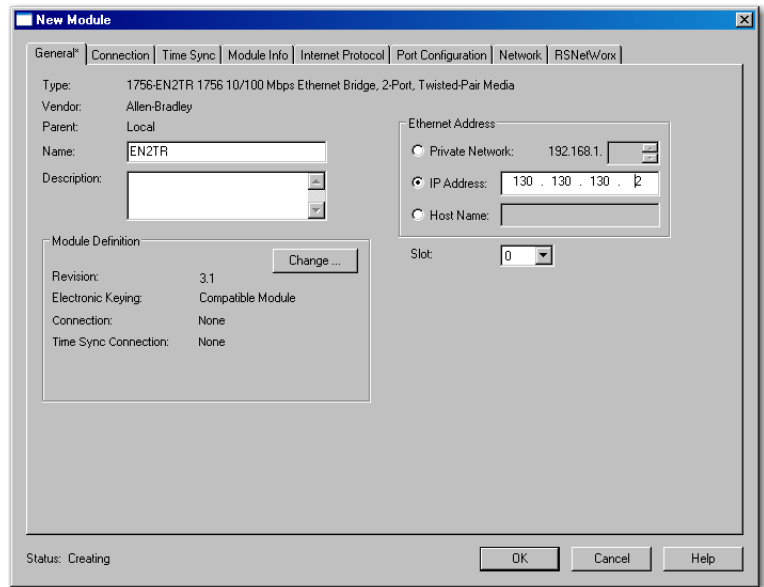 New Module
General* Connection Time Sync Module Info Internet Protocol Port Configuration Network RSNetWorx
Type: 1756-EN2TR 1756 10/100 Mbps Ethernet Bridge, 2-Port, Twisted-Pair Media
Vendor: Allen-Bradley
Parent: Local
Name: EN2TR
Description:
Ethernet Address
Private Network: 192.168.1.
IP Address: 130 . 130 . 130 . 2
Host Name:
Slot: 0
Module Definition
Change ...
Revision: 3.1
Electronic Keying: Compatible Module
Connection: None
Time Sync Connection: None
Status: Creating
OK Cancel Help